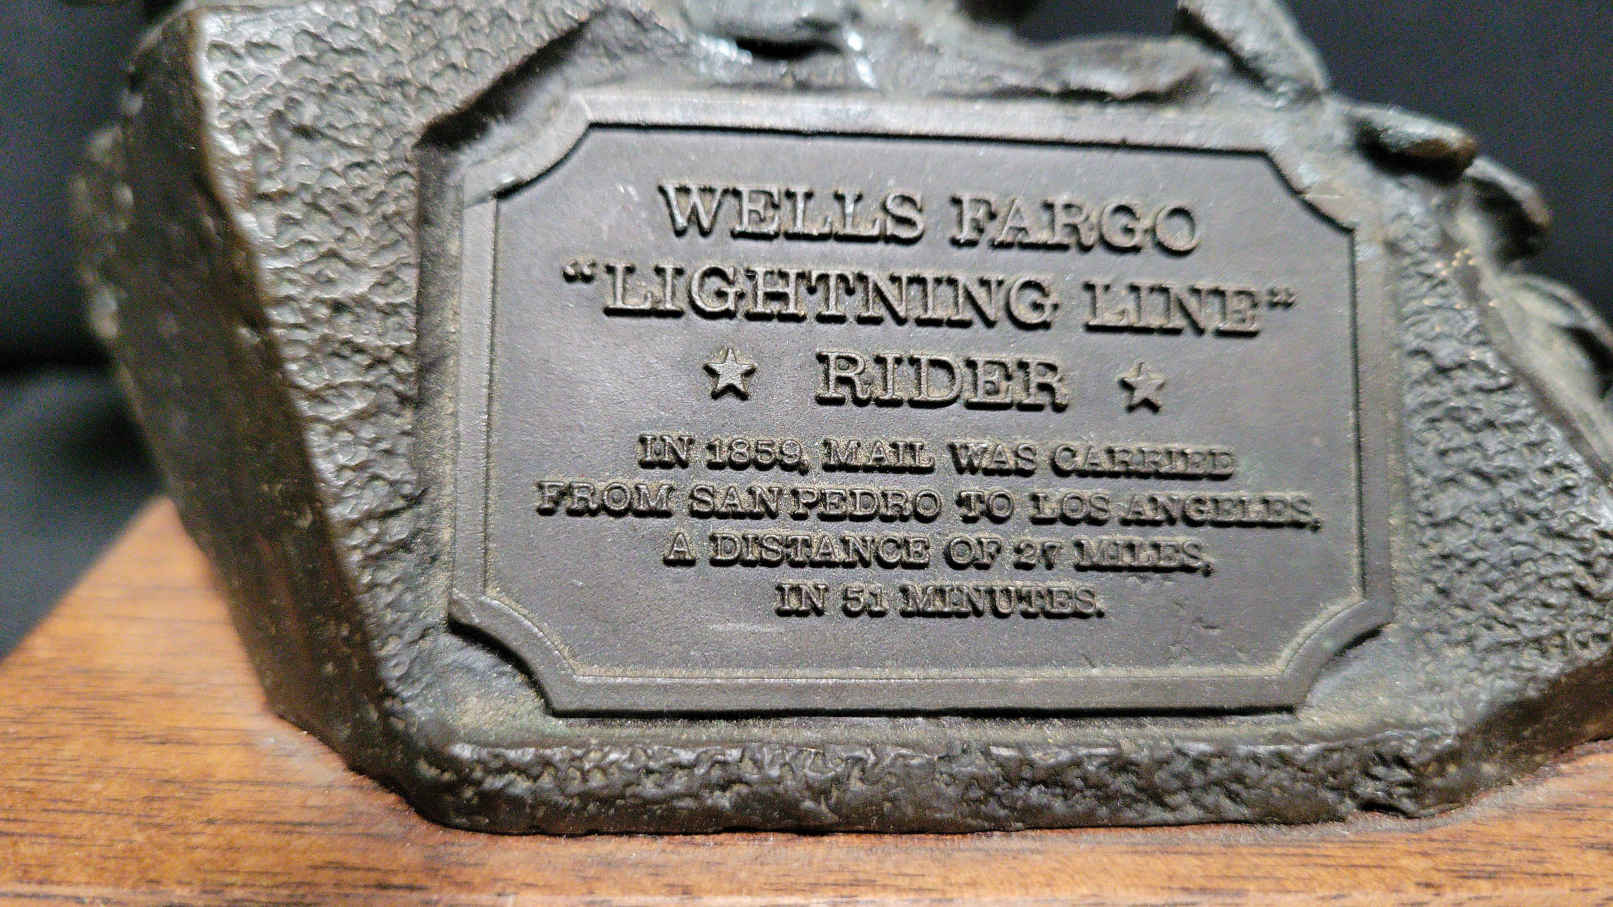 WELLS FARGO
"LIGHTNING LINE"
★ RIDER ★
IN 1859, MAIL WAS CARRIED
FROM SAN PEDRO TO LOS ANGELES,
A DISTANCE OF 27 MILES,
IN 51 MINUTES.